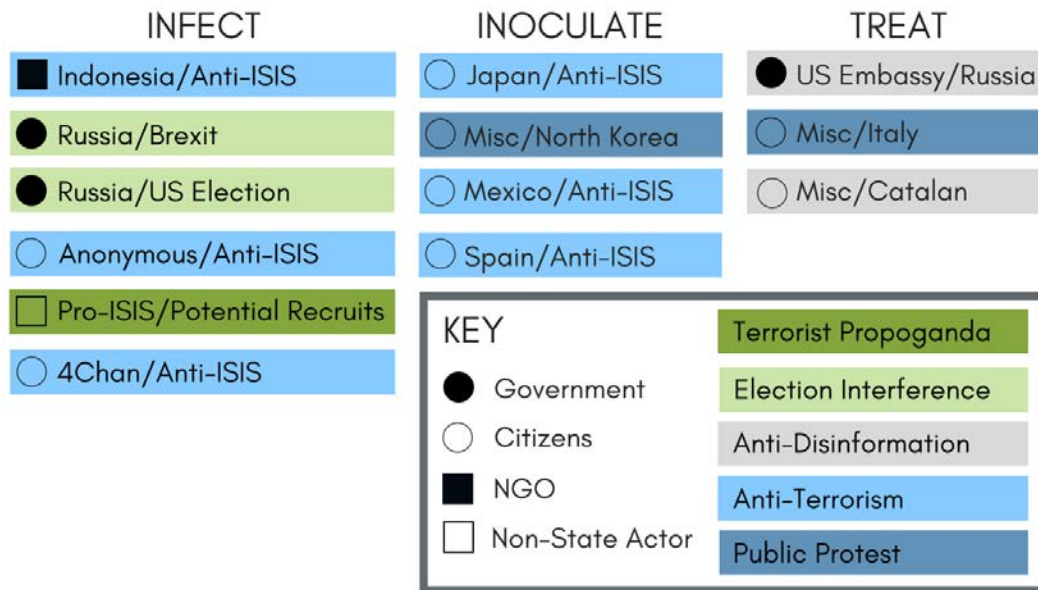 INFECT
Indonesia/Anti-ISIS
Russia/Brexit
Russia/US Election
Anonymous/Anti-ISIS
Pro-ISIS/Potential Recruits
4Chan/Anti-ISIS
INOCULATE
Japan/Anti-ISIS
Misc/North Korea
Mexico/Anti-ISIS
Spain/Anti-ISIS
TREAT
US Embassy/Russia
Misc/Italy
Misc/Catalan
KEY
Government
Citizens
NGO
Non-State Actor
Terrorist Propoganda
Election Interference
Anti-Disinformation
Anti-Terrorism
Public Protest